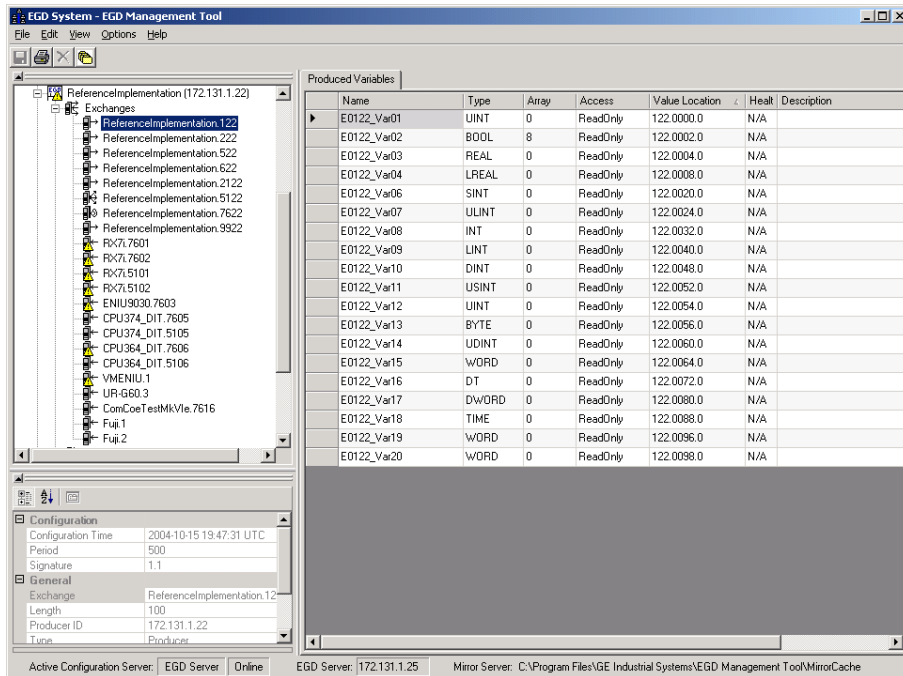 EGD System - EGD Management Tool
File Edit View Options Help
ReferenceImplementation (172.131.1.22)
Exchanges
ReferenceImplementation.122
ReferenceImplementation.222
ReferenceImplementation.522
ReferenceImplementation.622
ReferenceImplementation.2122
ReferenceImplementation.5122
ReferenceImplementation.7622
ReferenceImplementation.9922
RX7i.7601
RX7i.7602
RX7i.5101
RX7i.5102
ENIU9030.7603
CPU374_DIT.7605
CPU374_DIT.5105
CPU364_DIT.7606
CPU364_DIT.5106
VMENIU.1
UR-G60.3
ComCoeTestMkVIe.7616
Fuji.1
Fuji.2
Configuration
Configuration Time 2004-10-15 19:47:31 UTC
Period 500
Signature 1.1
General
Exchange ReferenceImplementation.12
Length 100
Producer ID 172.131.1.22
Type Producer
Produced Variables
Name Type Array Access Value Location Healt Description
E0122_Var01 UINT 0 ReadOnly 122.0000.0 N/A
E0122_Var02 BOOL 8 ReadOnly 122.0002.0 N/A
E0122_Var03 REAL 0 ReadOnly 122.0004.0 N/A
E0122_Var04 LREAL 0 ReadOnly 122.0008.0 N/A
E0122_Var06 SINT 0 ReadOnly 122.0020.0 N/A
E0122_Var07 ULINT 0 ReadOnly 122.0024.0 N/A
E0122_Var08 INT 0 ReadOnly 122.0032.0 N/A
E0122_Var09 LINT 0 ReadOnly 122.0040.0 N/A
E0122_Var10 DINT 0 ReadOnly 122.0048.0 N/A
E0122_Var11 USINT 0 ReadOnly 122.0052.0 N/A
E0122_Var12 UINT 0 ReadOnly 122.0054.0 N/A
E0122_Var13 BYTE 0 ReadOnly 122.0056.0 N/A
E0122_Var14 UDINT 0 ReadOnly 122.0060.0 N/A
E0122_Var15 WORD 0 ReadOnly 122.0064.0 N/A
E0122_Var16 DT 0 ReadOnly 122.0072.0 N/A
E0122_Var17 DWORD 0 ReadOnly 122.0080.0 N/A
E0122_Var18 TIME 0 ReadOnly 122.0088.0 N/A
E0122_Var19 WORD 0 ReadOnly 122.0096.0 N/A
E0122_Var20 WORD 0 ReadOnly 122.0098.0 N/A
Active Configuration Server: EGD Server Online EGD Server: 172.131.1.25 Mirror Server: C:\Program Files\GE Industrial Systems\EGD Management Tool\MirrorCache